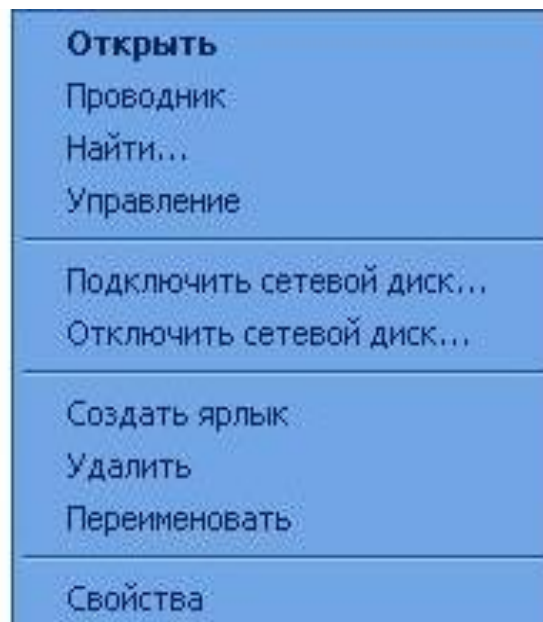 Открыть
Проводник
Найти...
Управление
Подключить сетевой диск...
Отключить сетевой диск...
Создать ярлык
Удалить
Переименовать
Свойства